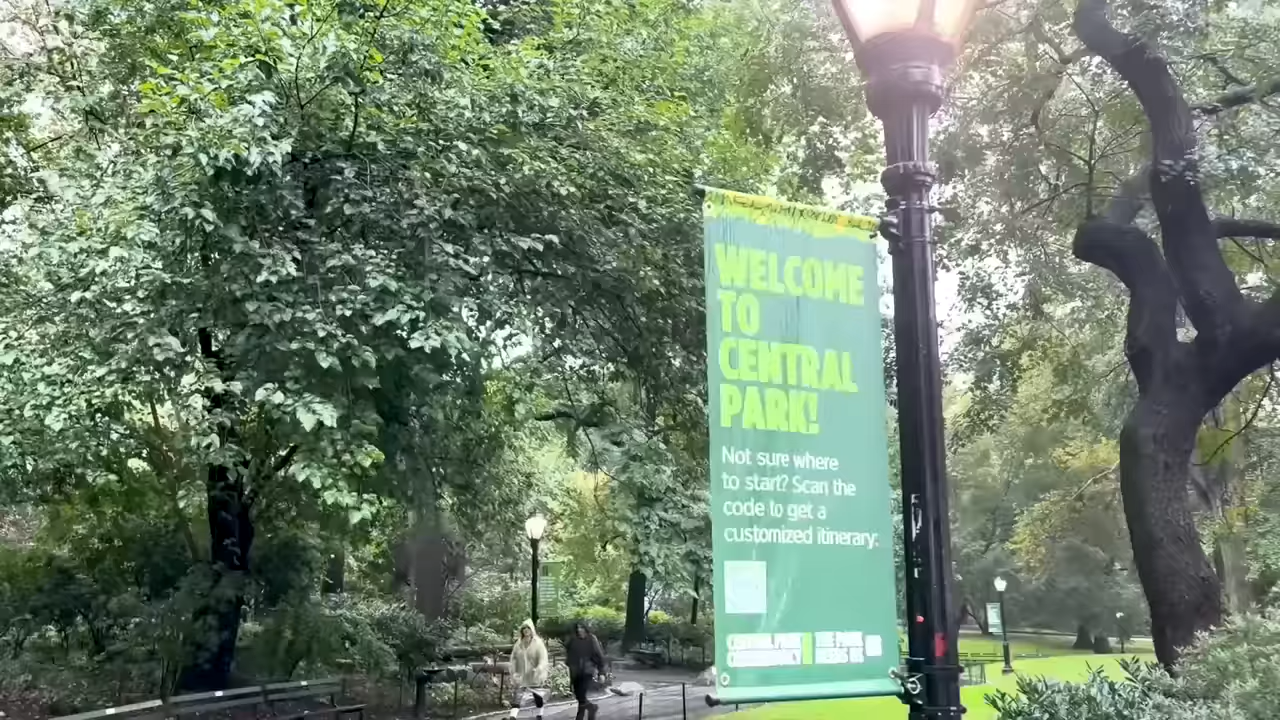 WELCOME
TO
CENTRAL
PARK!
Not sure where
to start? Scan the
code to get a
customized itinerary:
CENTRAL PARK
CONSERVANCY
THE PARK
NEEDS US